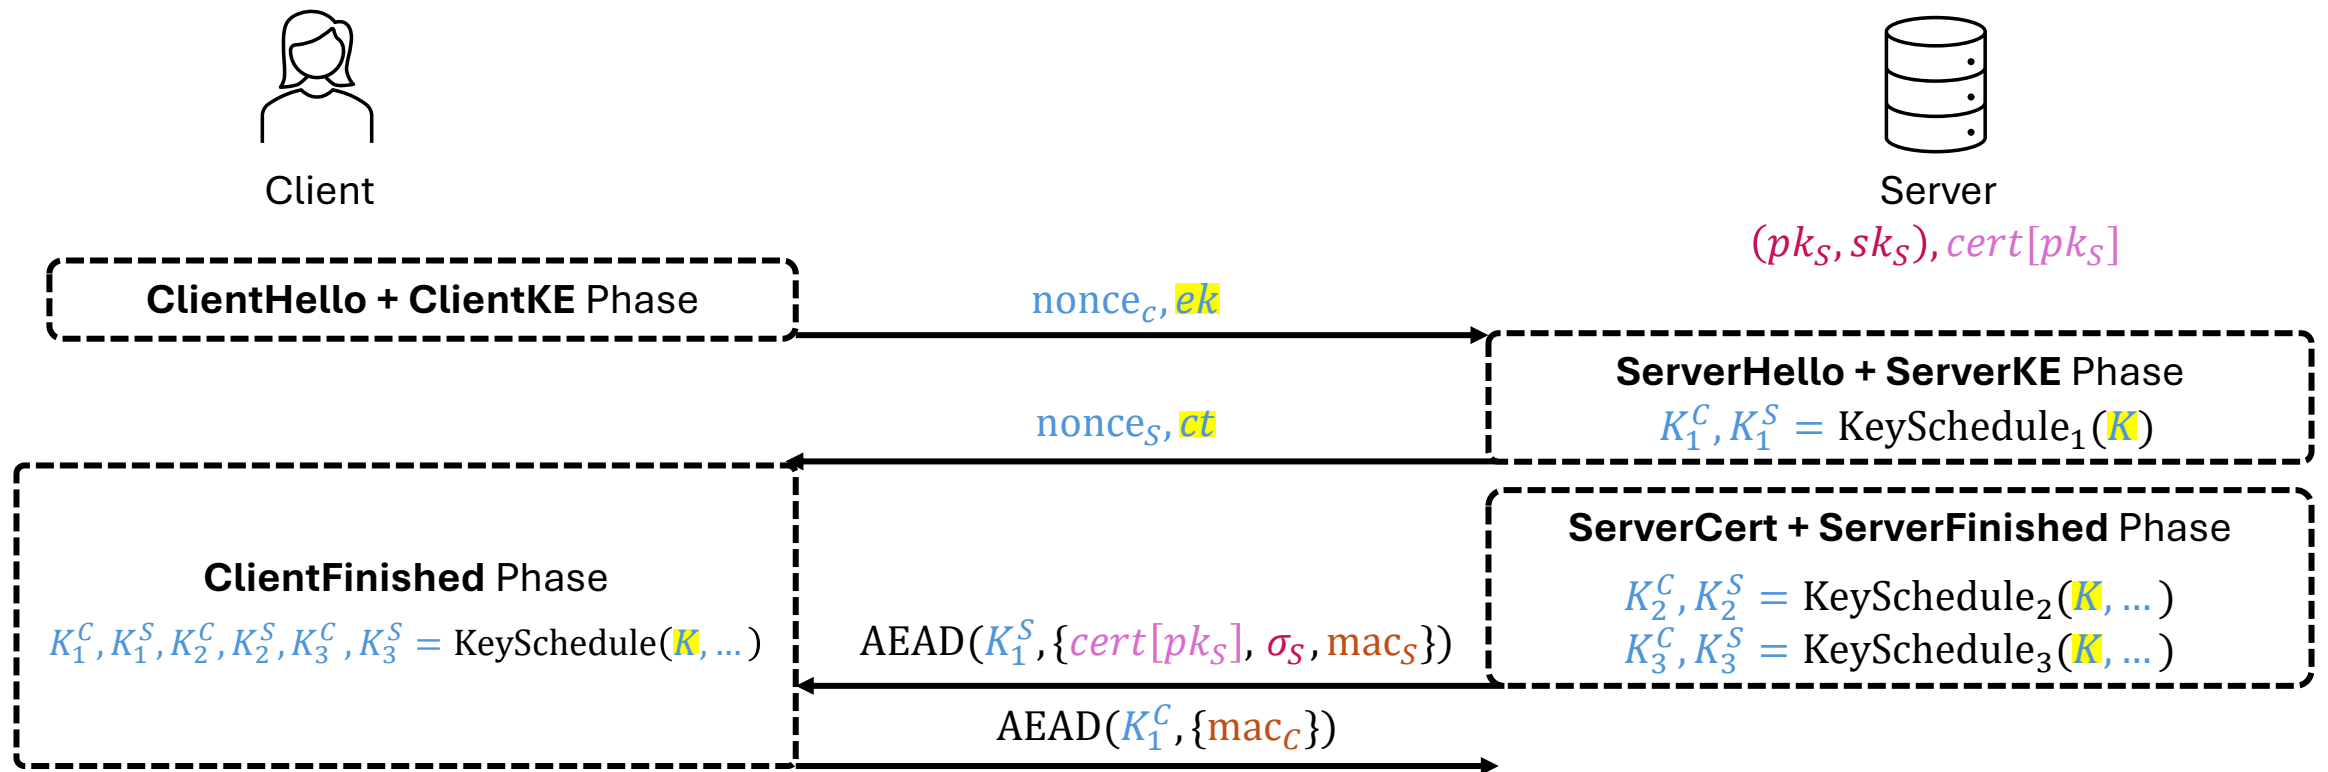 Client
Server
(pk_S, sk_S), cert[pk_S]
ClientHello + ClientKE Phase
nonce_c, ek
ServerHello + ServerKE Phase
K_1^C, K_1^S = KeySchedule_1(K)
nonce_S, ct
ServerCert + ServerFinished Phase
K_2^C, K_2^S = KeySchedule_2(K, …)
K_3^C, K_3^S = KeySchedule_3(K, …)
ClientFinished Phase
K_1^C, K_1^S, K_2^C, K_2^S, K_3^C, K_3^S = KeySchedule(K, …)
AEAD(K_1^S, {cert[pk_S], σ_S, mac_S})
AEAD(K_1^C, {mac_C})